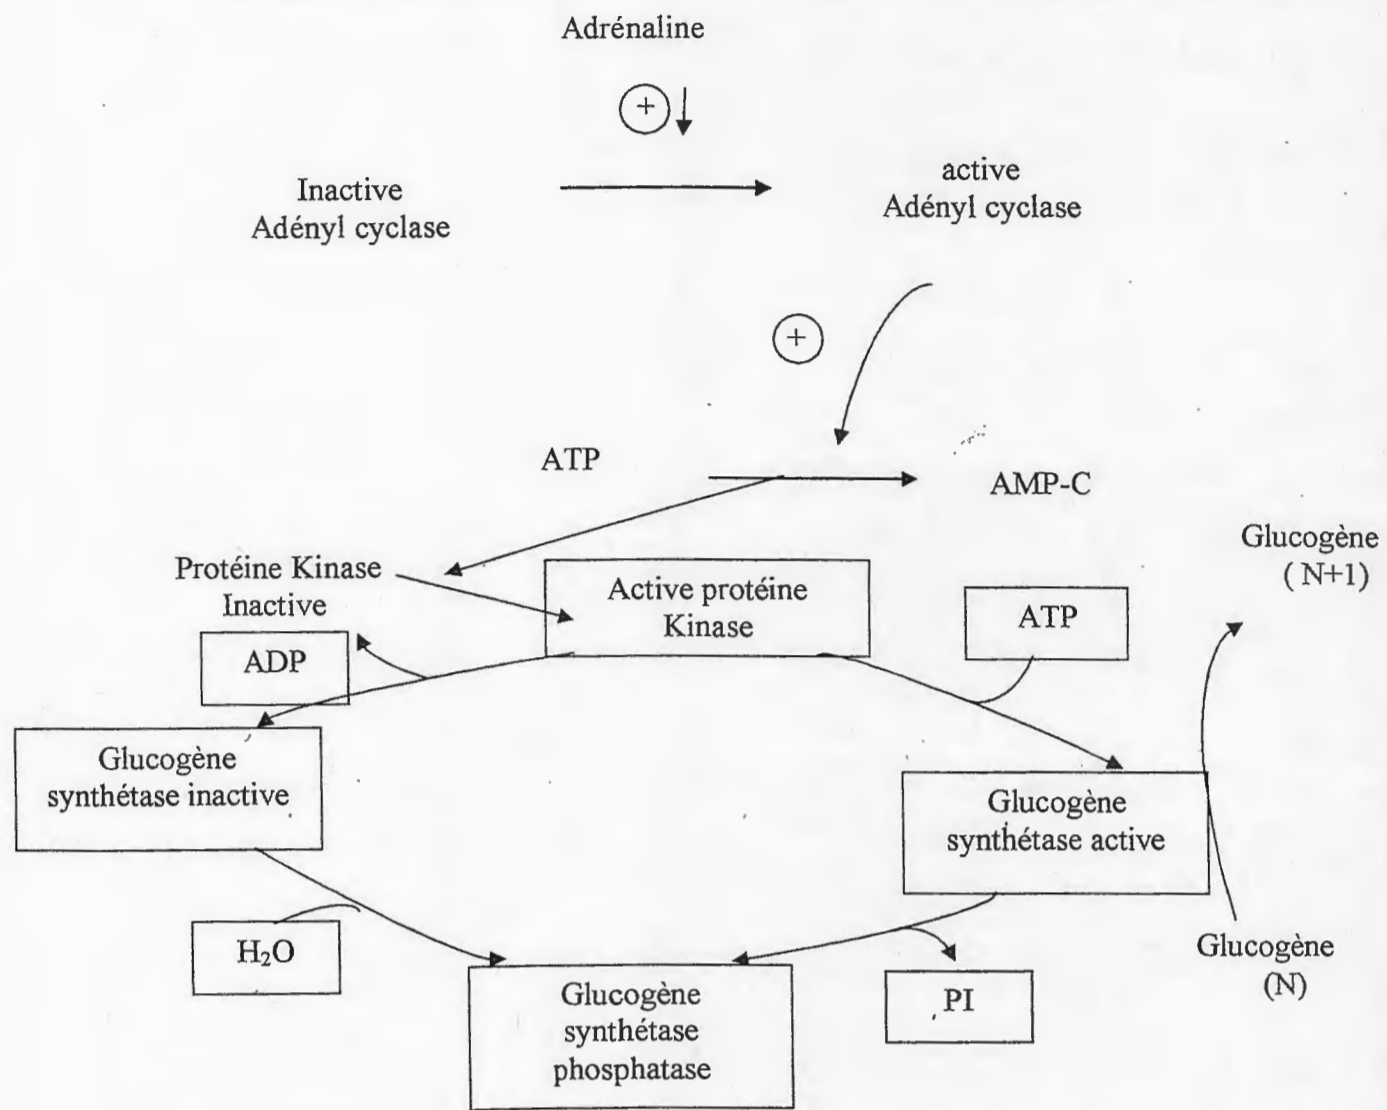 Adrénaline
+
Inactive
Adényl cyclase
active
Adényl cyclase
+
ATP
AMP-C
Glucogène
( N+1)
Protéine Kinase
Inactive
Active protéine
Kinase
ATP
ADP
Glucogène
synthétase inactive
Glucogène
synthétase active
H₂O
Glucogène
synthétase
phosphatase
PI
Glucogène
(N)